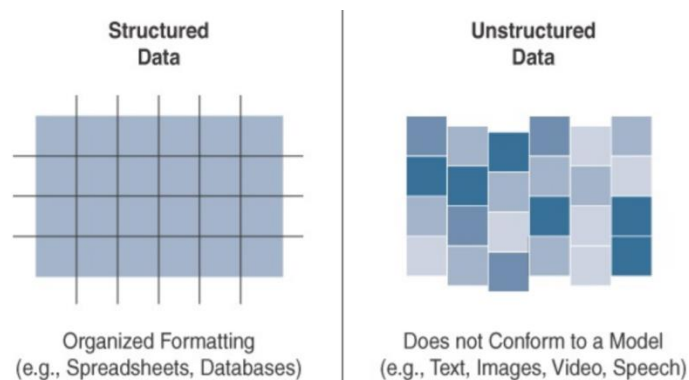 Structured
Data
Organized Formatting
(e.g., Spreadsheets, Databases)
Unstructured
Data
Does not Conform to a Model
(e.g., Text, Images, Video, Speech)